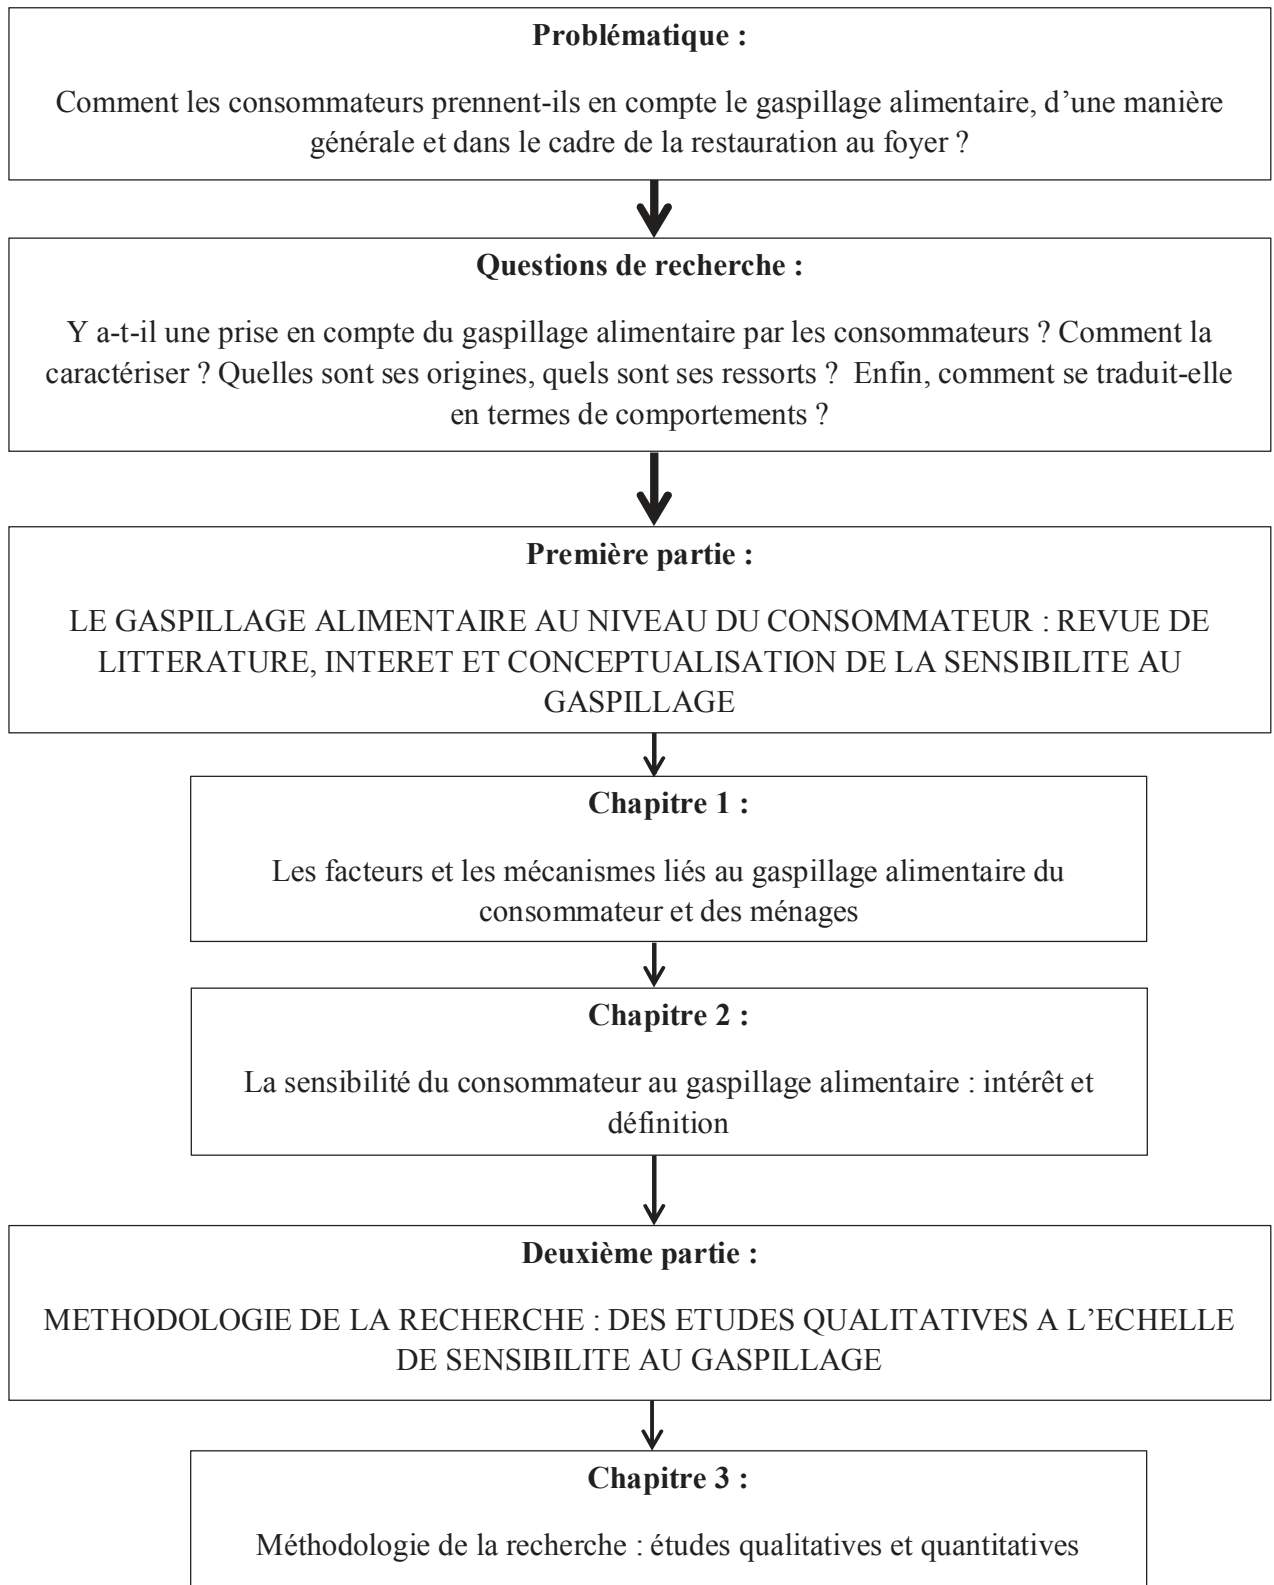 Problématique :
Comment les consommateurs prennent-ils en compte le gaspillage alimentaire, d’une manière
générale et dans le cadre de la restauration au foyer ?
Questions de recherche :
Y a-t-il une prise en compte du gaspillage alimentaire par les consommateurs ? Comment la
caractériser ? Quelles sont ses origines, quels sont ses ressorts ?  Enfin, comment se traduit-elle
en termes de comportements ?
Première partie :
LE GASPILLAGE ALIMENTAIRE AU NIVEAU DU CONSOMMATEUR : REVUE DE
LITTERATURE, INTERET ET CONCEPTUALISATION DE LA SENSIBILITE AU
GASPILLAGE
Chapitre 1 :
Les facteurs et les mécanismes liés au gaspillage alimentaire du
consommateur et des ménages
Chapitre 2 :
La sensibilité du consommateur au gaspillage alimentaire : intérêt et
définition
Deuxième partie :
METHODOLOGIE DE LA RECHERCHE : DES ETUDES QUALITATIVES A L’ECHELLE
DE SENSIBILITE AU GASPILLAGE
Chapitre 3 :
Méthodologie de la recherche : études qualitatives et quantitatives